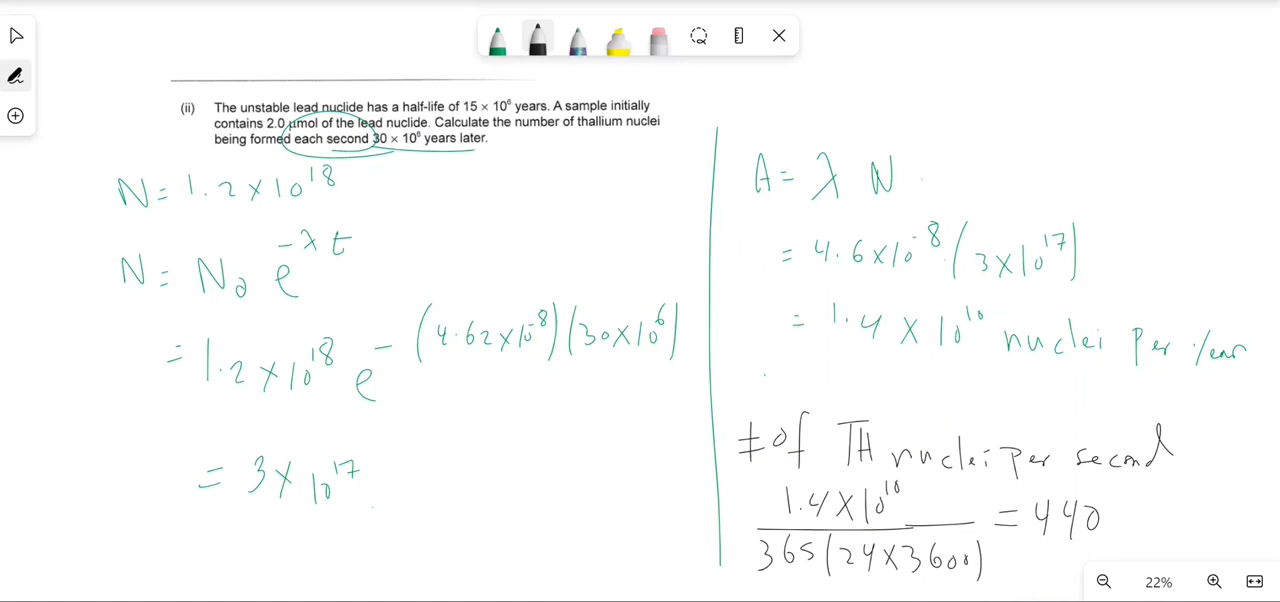 (ii) The unstable lead nuclide has a half-life of 15 × 10⁶ years. A sample initially
contains 2.0 μmol of the lead nuclide. Calculate the number of thallium nuclei
being formed each second 30 × 10⁶ years later.
N = 1.2 × 10¹⁸
N = N₀ e^(-λt)
= 1.2 × 10¹⁸ e^(-(4.62×10⁻⁸)(30×10⁶))
= 3 × 10¹⁷
A = λ N
= 4.6×10⁻⁸ (3×10¹⁷)
= 1.4 × 10¹⁰ nuclei per year
# of TH nuclei per second
1.4 × 10¹⁰ / 365(24×3600) = 440
22%